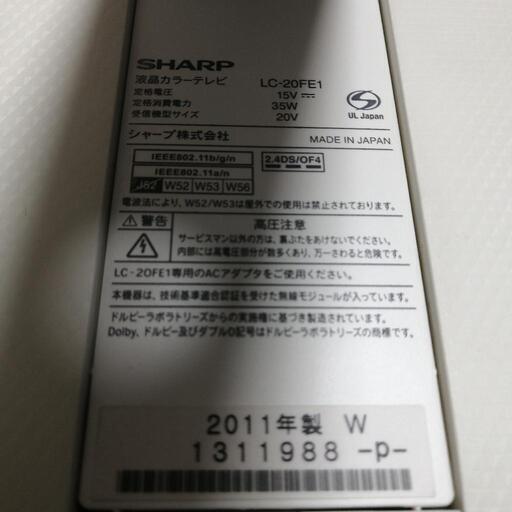 SHARP
液晶カラーテレビ LC-20FE1
定格電圧 15V
定格消費電力 35W
受信機型サイズ 20V
UL Japan
シャープ株式会社 MADE IN JAPAN
IEEE802.11b/g/n 2.4DS/OF4
IEEE802.11a/n
J52 W52 W53 W56
電波法により、W52/W53は屋外での使用は禁止されております。
警告 高圧注意
サービスマン以外の方は、裏ぶたをあけないでください。
内部には高電圧部分が数多くあり、万一さわると危険です。
LC-20FE1専用のACアダプタをご使用ください。
本機器は、技術基準適合認証を受けた無線モジュールが入っています。
ドルビーラボラトリーズからの実施権に基づき製造されています。
Dolby、ドルビー及びダブルD記号はドルビーラボラトリーズの商標です。
2011年製 W
1311988 -p-